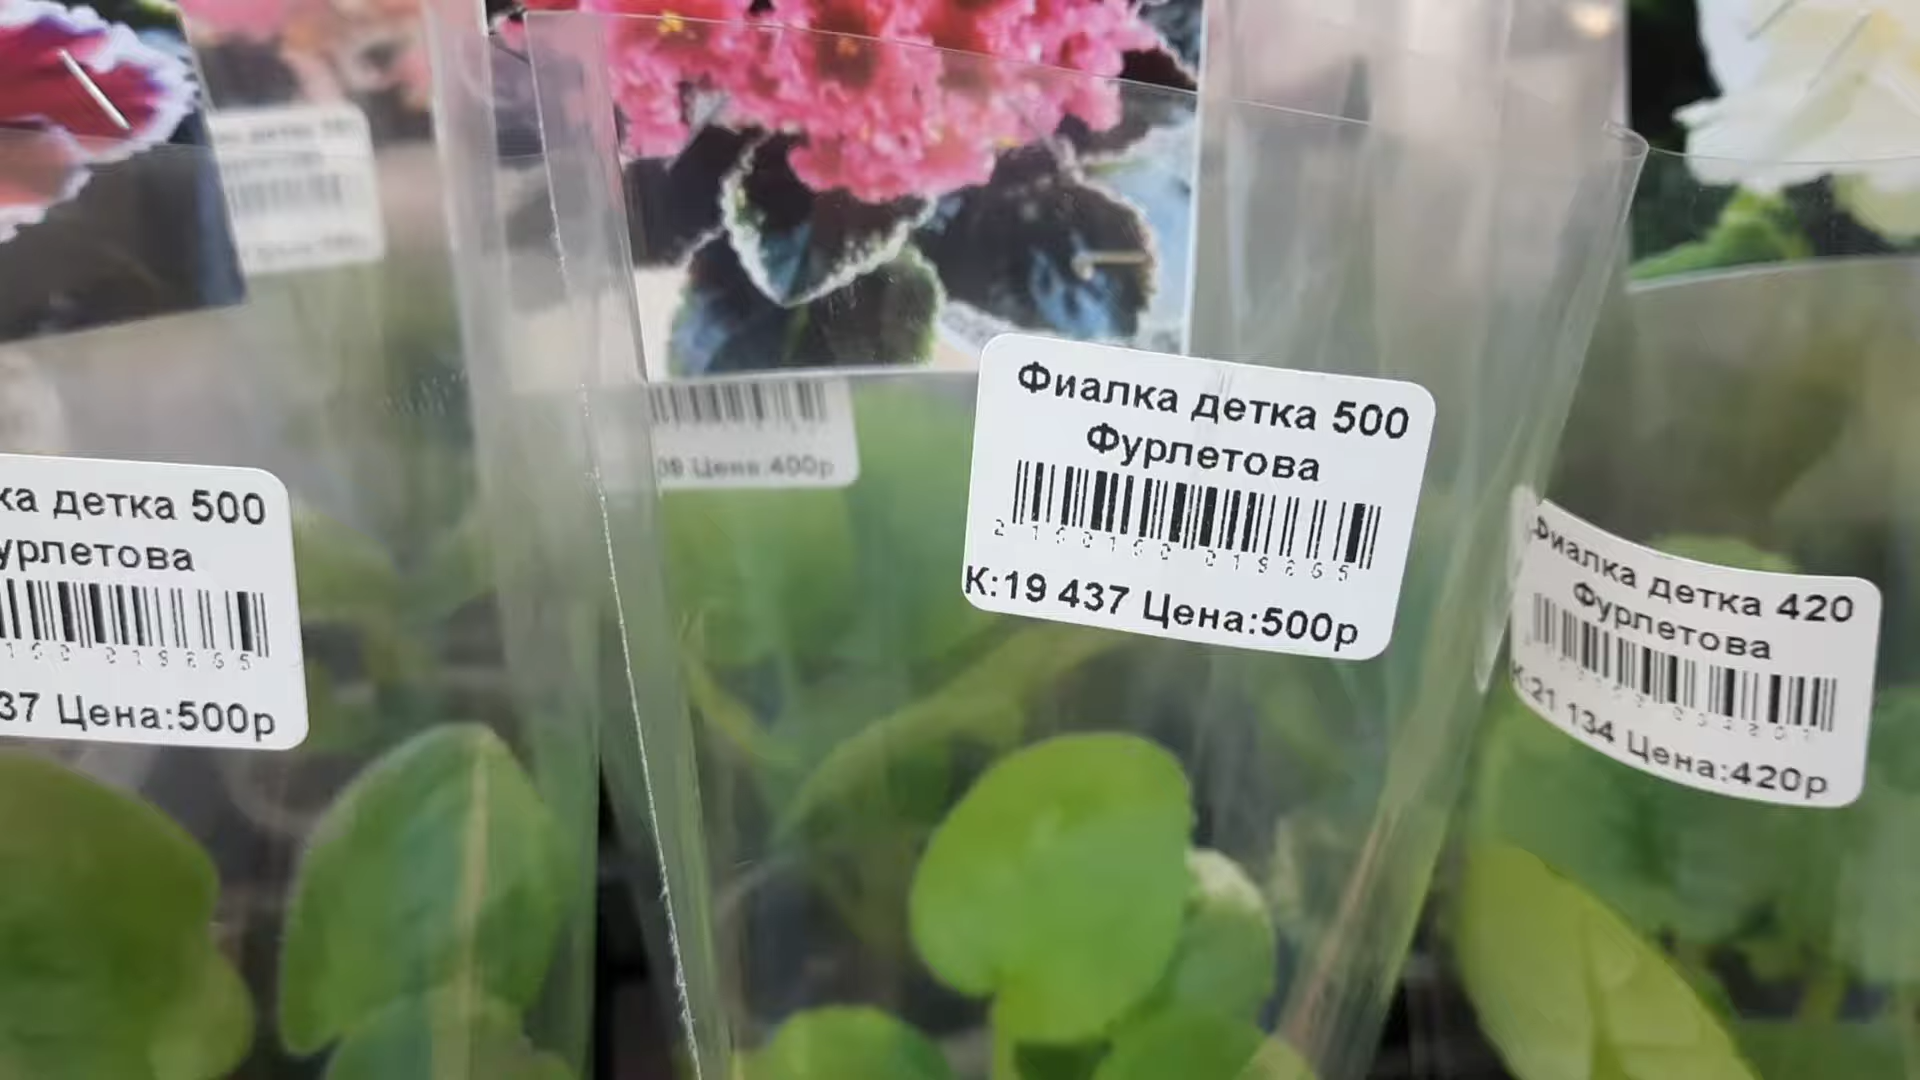 ка детка 500
урлетова
37 Цена:500р
Цена:400р
Фиалка детка 500
Фурлетова
К:19 437 Цена:500р
Фиалка детка 420
Фурлетова
К:21 134 Цена:420р